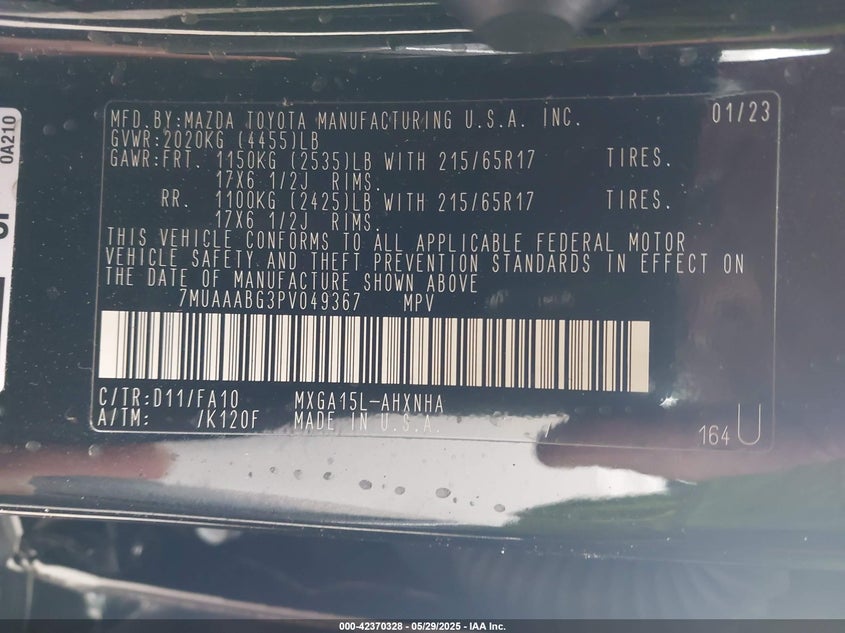 0A210
MFD.BY:MAZDA TOYOTA MANUFACTURING U.S.A. INC. 01/23
GVWR:2020KG (4455)LB
GAWR:FRT. 1150KG (2535)LB WITH 215/65R17 TIRES.
17X6 1/2J RIMS.
RR. 1100KG (2425)LB WITH 215/65R17 TIRES.
17X6 1/2J RIMS.
THIS VEHICLE CONFORMS TO ALL APPLICABLE FEDERAL MOTOR
VEHICLE SAFETY AND THEFT PREVENTION STANDARDS IN EFFECT ON
THE DATE OF MANUFACTURE SHOWN ABOVE
7MUAAABG3PV049367 MPV
C/TR:D11/FA10 MXGA15L-AHXNHA
A/TM: /K120F MADE IN U.S.A.
164 U
000-42370328 - 05/29/2025 - IAA Inc.